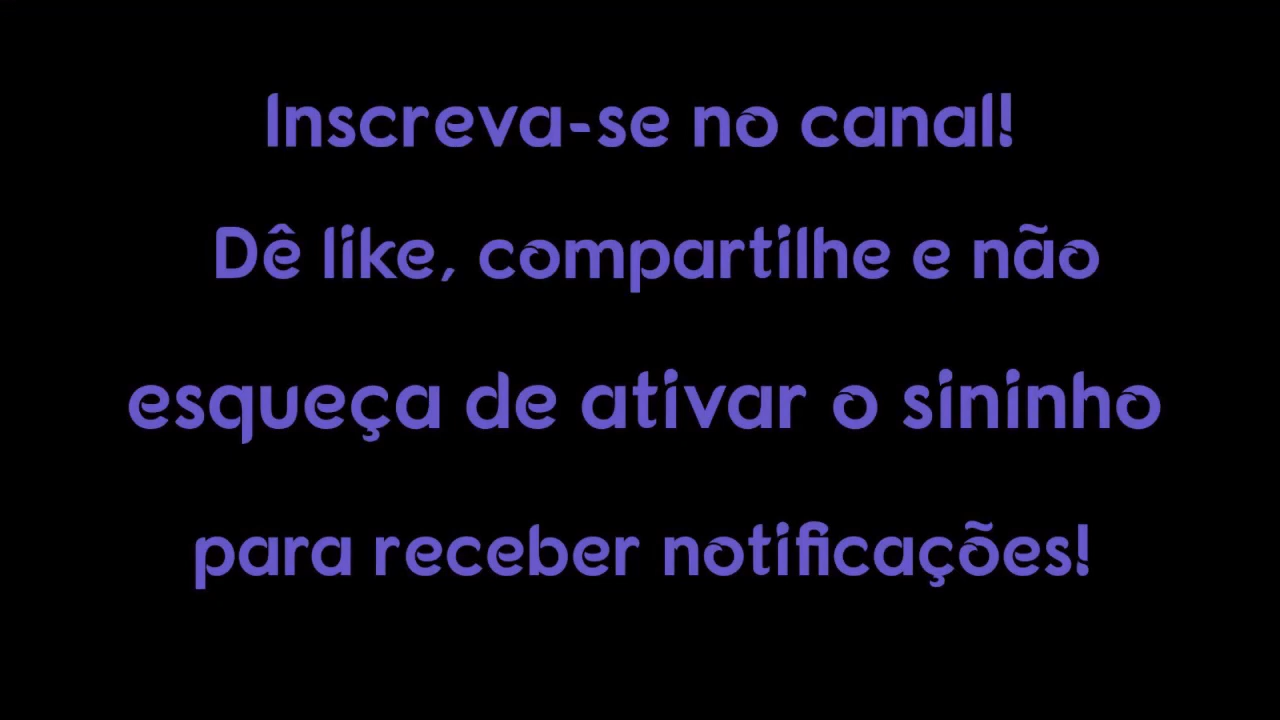 Inscreva-se no canal!
Dê like, compartilhe e não
esqueça de ativar o sininho
para receber notificações!